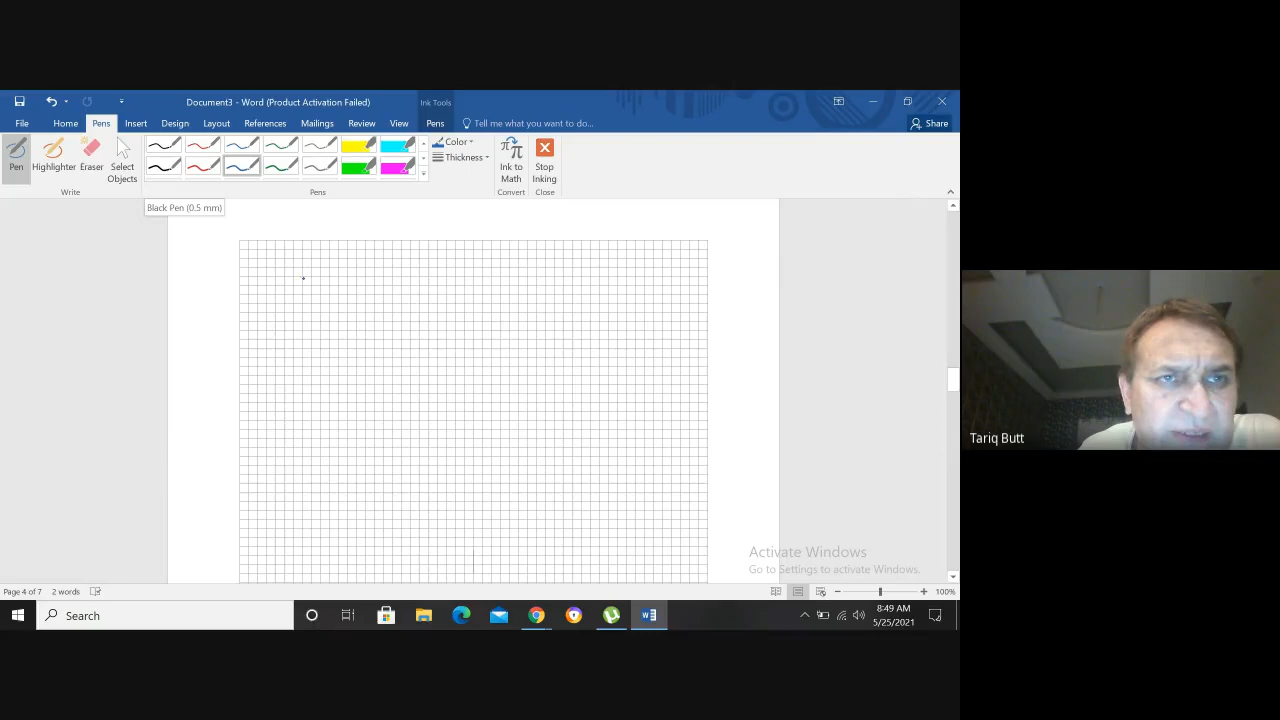 Document3 - Word (Product Activation Failed)
Ink Tools
File
Home
Pens
Insert
Design
Layout
References
Mailings
Review
View
Pens
Tell me what you want to do...
Share
Pen
Highlighter
Eraser
Select Objects
Color
Thickness
Ink to Math
Stop Inking
Write
Pens
Convert
Close
Black Pen (0.5 mm)
Tariq Butt
Activate Windows
Go to Settings to activate Windows.
Page 4 of 7
2 words
100%
Search
8:49 AM
5/25/2021